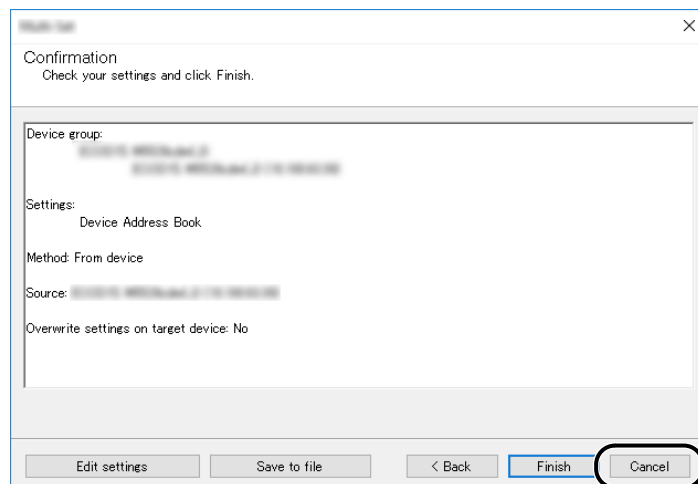 Confirmation
Check your settings and click Finish.
Device group:
Settings:
Device Address Book
Method: From device
Source:
Overwrite settings on target device: No
Edit settings
Save to file
< Back
Finish
Cancel